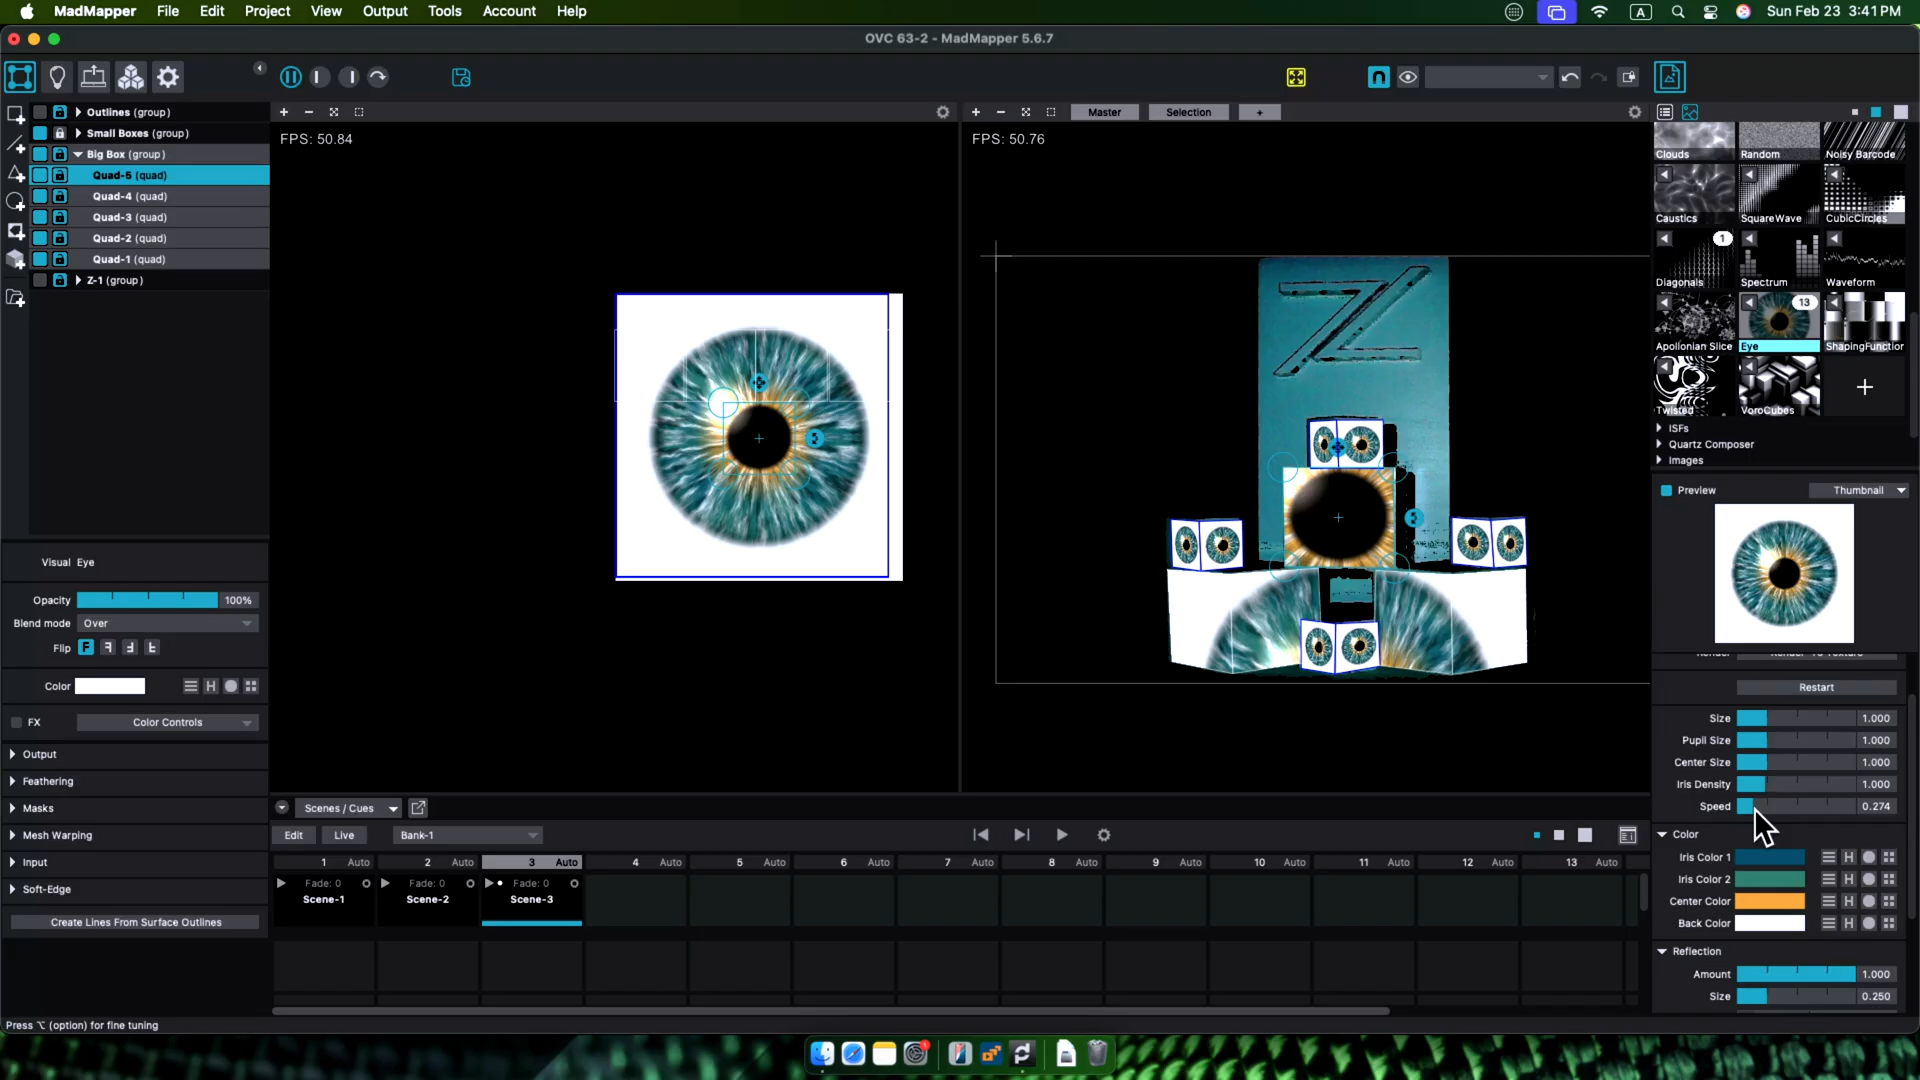 MadMapper File Edit Project View Output Tools Account Help
A
Sun Feb 23 3:41 PM
OVC 63-2 - MadMapper 5.6.7
Outlines (group)
Small Boxes (group)
Big Box (group)
Quad-5 (quad)
Quad-4 (quad)
Quad-3 (quad)
Quad-2 (quad)
Quad-1 (quad)
Z-1 (group)
Visual Eye
Opacity 100%
Blend mode Over
Flip F
Color H
FX Color Controls
Output
Feathering
Masks
Mesh Warping
Input
Soft-Edge
Create Lines From Surface Outlines
Press ⌥ (option) for fine tuning
FPS: 50.84
Master Selection +
FPS: 50.76
Z
Scenes / Cues
Edit Live Bank-1
1 Auto 2 Auto 3 Auto 4 Auto 5 Auto 6 Auto 7 Auto 8 Auto 9 Auto 10 Auto 11 Auto 12 Auto 13 Auto
Fade: 0 Fade: 0 Fade: 0
Scene-1 Scene-2 Scene-3
Clouds Random Noisy Barcode
Caustics SquareWave CubicCircles
1
Diagonals Spectrum Waveform
13
Apollonian Slice Eye ShapingFunction
Twisted VoroCubes
ISFs
Quartz Composer
Images
Preview Thumbnail
Restart
Size 1.000
Pupil Size 1.000
Center Size 1.000
Iris Density 1.000
Speed 0.274
Color
Iris Color 1 H
Iris Color 2 H
Center Color H
Back Color H
Reflection
Amount 1.000
Size 0.250